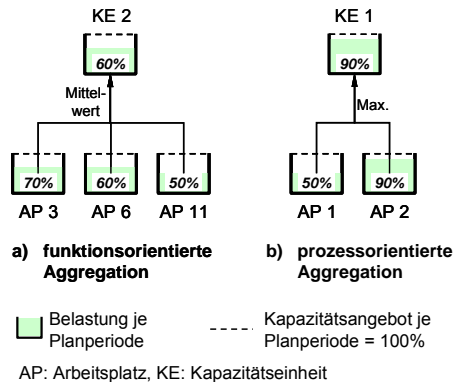 KE 2
KE 1
60%
90%
Mittel-
wert
Max.
70%
60%
50%
50%
90%
AP 3
AP 6
AP 11
AP 1
AP 2
a) funktionsorientierte
Aggregation
b) prozessorientierte
Aggregation
Belastung je
Planperiode
Kapazitätsangebot je
Planperiode = 100%
AP: Arbeitsplatz, KE: Kapazitätseinheit